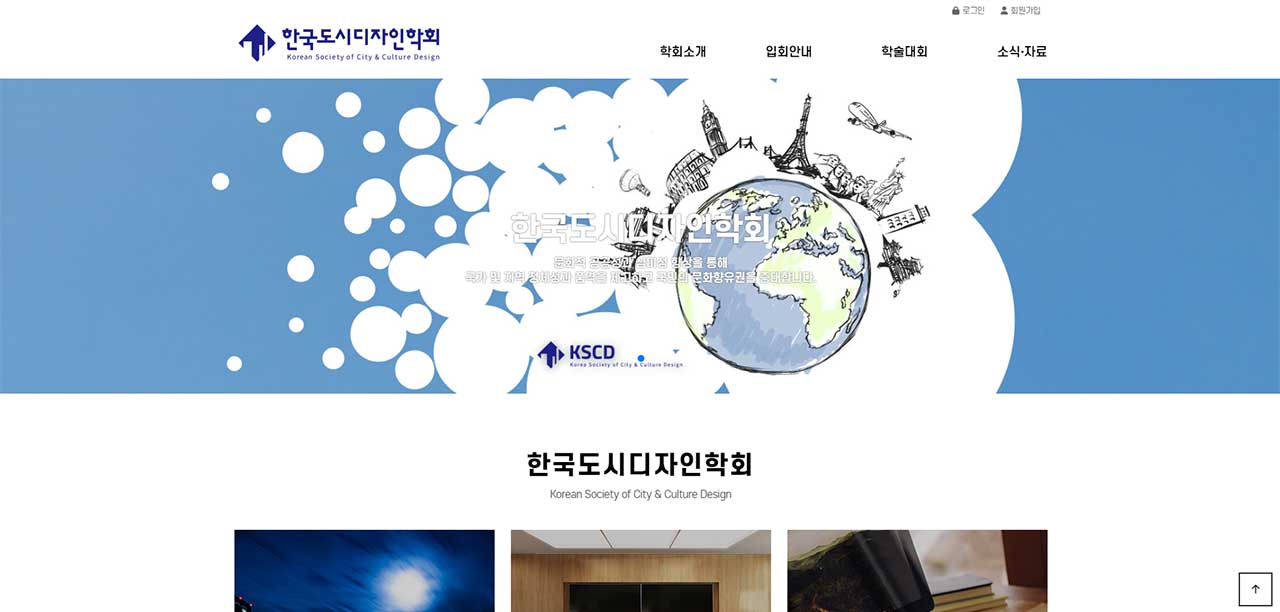 로그인 회원가입
한국도시디자인학회
Korean Society of City & Culture Design
학회소개 입회안내 학술대회 소식·자료
한국도시디자인학회
문화적 공공성과 심미성 향상을 통해
국가 및 지역 정체성과 품격을 제고하고 국민의 문화향유권을 증대합니다.
KSCD
Korea Society of City & Culture Design
한국도시디자인학회
Korean Society of City & Culture Design